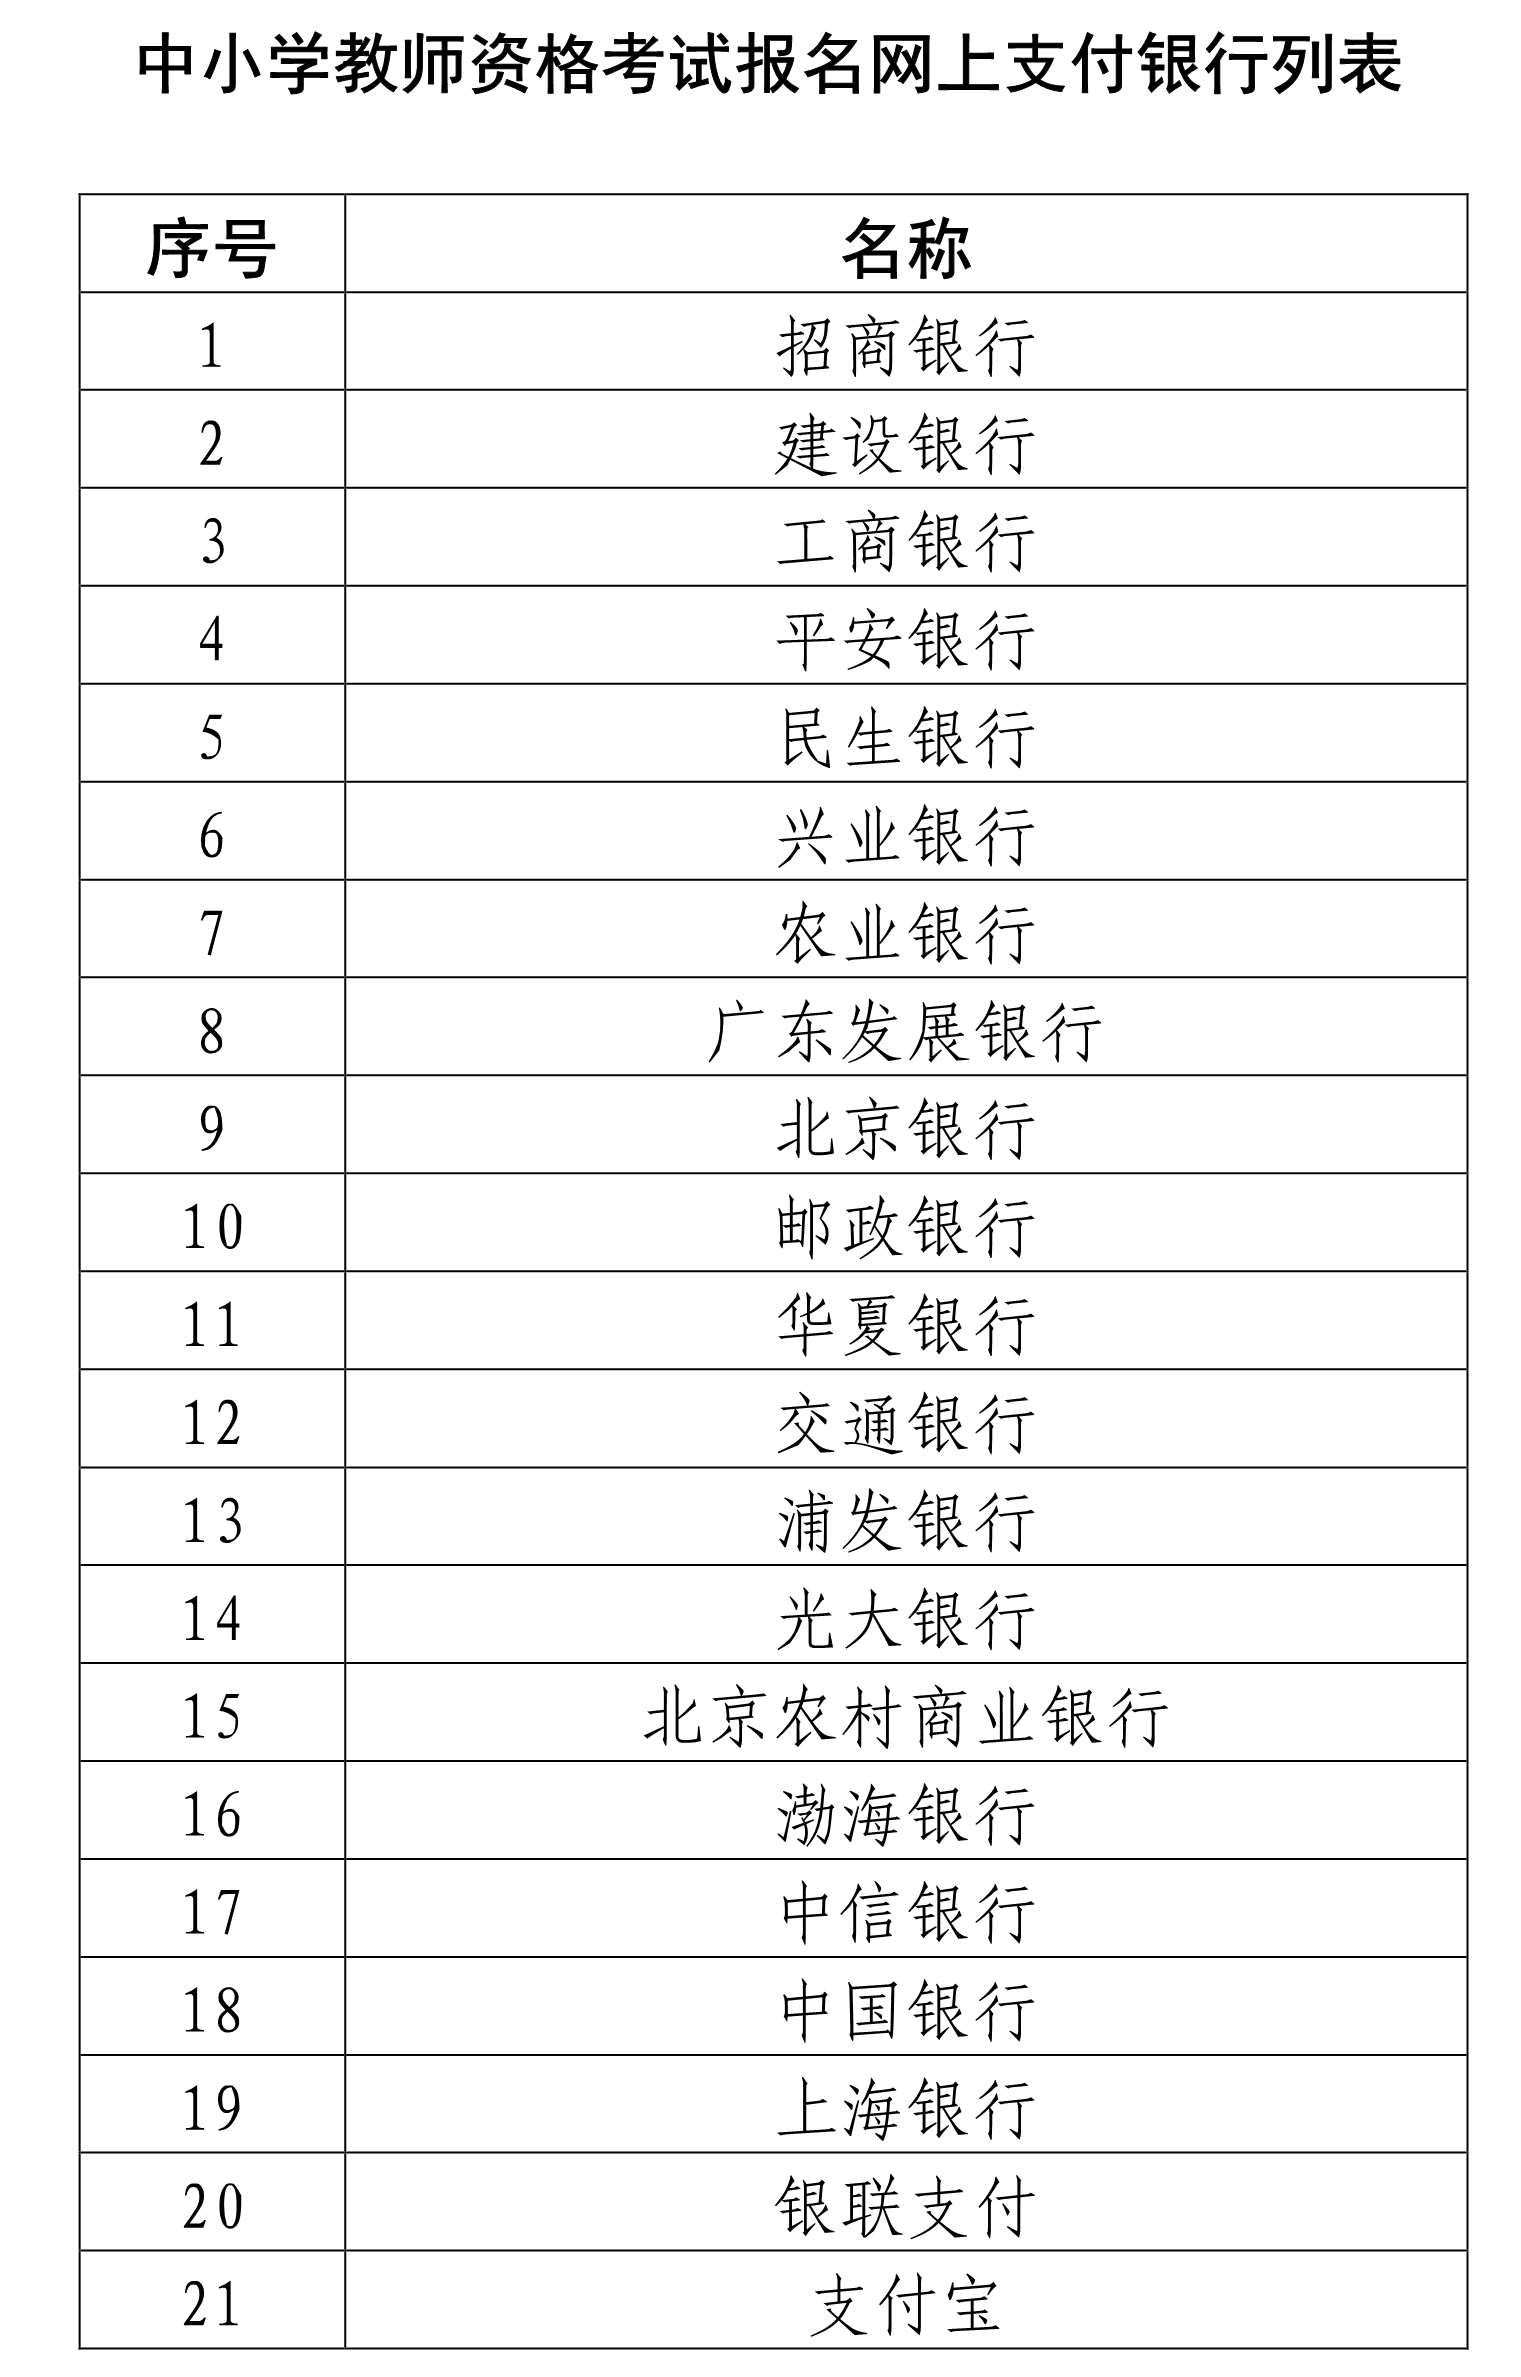 中小学教师资格考试报名网上支付银行列表
序号 名称
1 招商银行
2 建设银行
3 工商银行
4 平安银行
5 民生银行
6 兴业银行
7 农业银行
8 广东发展银行
9 北京银行
10 邮政银行
11 华夏银行
12 交通银行
13 浦发银行
14 光大银行
15 北京农村商业银行
16 渤海银行
17 中信银行
18 中国银行
19 上海银行
20 银联支付
21 支付宝